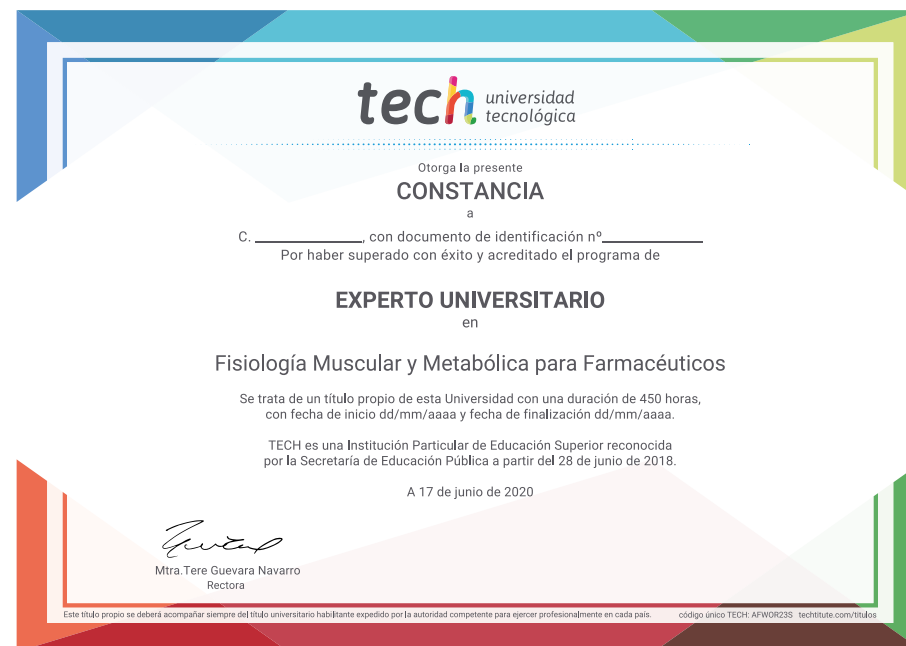 tech universidad
tecnológica
Otorga la presente
CONSTANCIA
a
C. ______________, con documento de identificación nº_____________
Por haber superado con éxito y acreditado el programa de
EXPERTO UNIVERSITARIO
en
Fisiología Muscular y Metabólica para Farmacéuticos
Se trata de un título propio de esta Universidad con una duración de 450 horas,
con fecha de inicio dd/mm/aaaa y fecha de finalización dd/mm/aaaa.
TECH es una Institución Particular de Educación Superior reconocida
por la Secretaría de Educación Pública a partir del 28 de junio de 2018.
A 17 de junio de 2020
Mtra.Tere Guevara Navarro
Rectora
Este título propio se deberá acompañar siempre del título universitario habilitante expedido por la autoridad competente para ejercer profesionalmente en cada país. código único TECH: AFWOR23S techtitute.com/titulos